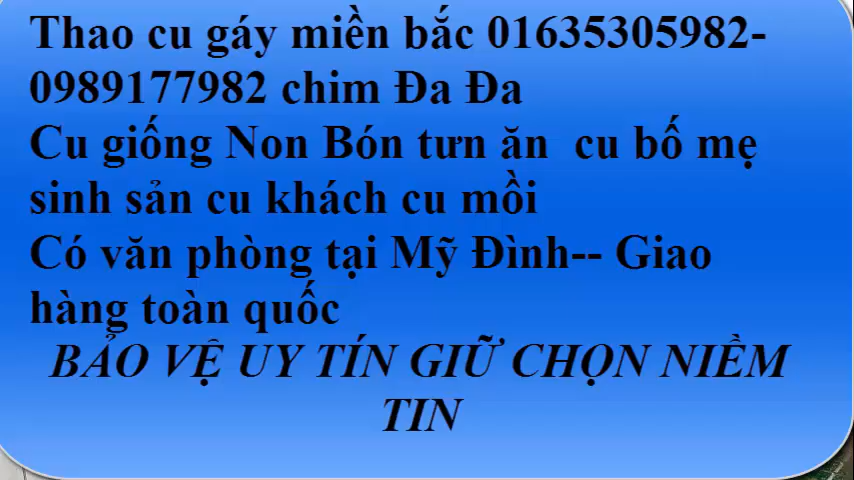 Thao cu gáy miền bắc 01635305982-
0989177982 chim Đa Đa
Cu giống Non Bón tưn ăn  cu bố mẹ
sinh sản cu khách cu mồi
Có văn phòng tại Mỹ Đình-- Giao
hàng toàn quốc
BẢO VỆ UY TÍN GIỮ CHỌN NIỀM
TIN